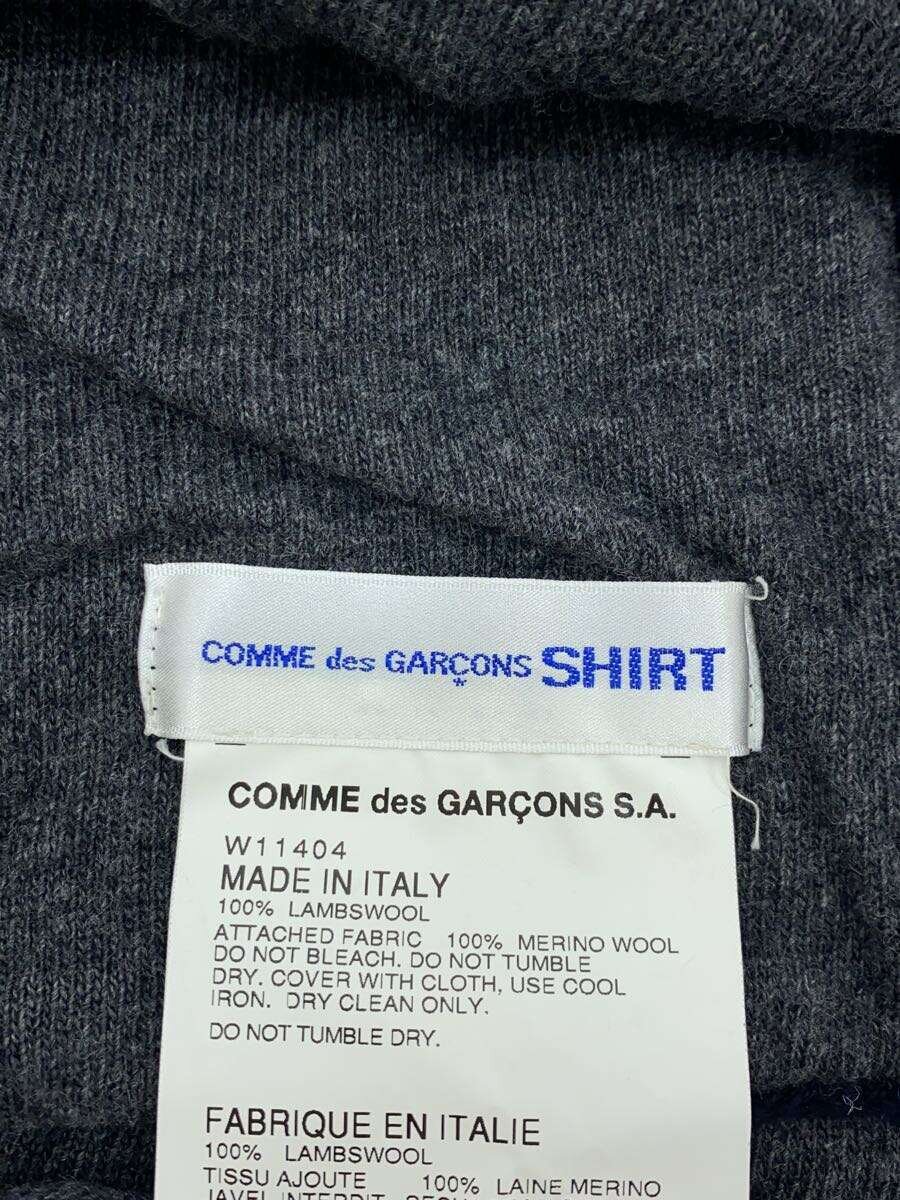 COMME des GARÇONS SHIRT
*
COMME des GARÇONS S.A.
W11404
MADE IN ITALY
100% LAMBSWOOL
ATTACHED FABRIC 100% MERINO WOOL
DO NOT BLEACH. DO NOT TUMBLE
DRY. COVER WITH CLOTH, USE COOL
IRON. DRY CLEAN ONLY.
DO NOT TUMBLE DRY.
FABRIQUE EN ITALIE
100% LAMBSWOOL
TISSU AJOUTE 100% LAINE MERINO
JAVEL INTERDIT